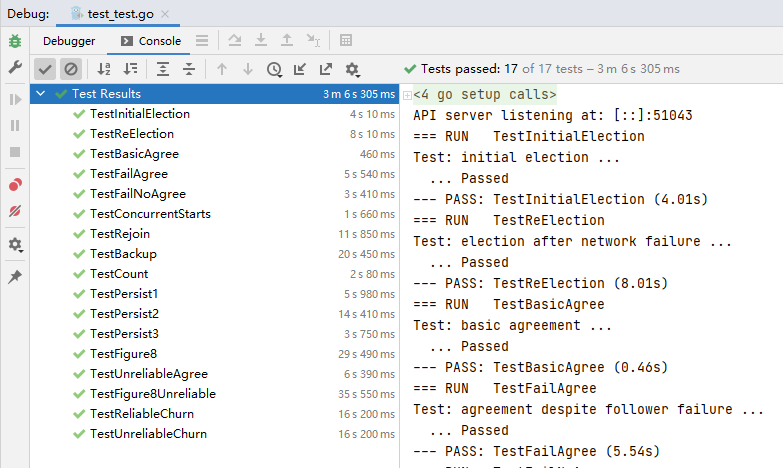 Debug: test_test.go
Debugger Console
Tests passed: 17 of 17 tests – 3 m 6 s 305 ms
Test Results 3 m 6 s 305 ms
TestInitialElection 4 s 10 ms
TestReElection 8 s 10 ms
TestBasicAgree 460 ms
TestFailAgree 5 s 540 ms
TestFailNoAgree 3 s 410 ms
TestConcurrentStarts 1 s 660 ms
TestRejoin 11 s 850 ms
TestBackup 20 s 450 ms
TestCount 2 s 80 ms
TestPersist1 5 s 980 ms
TestPersist2 14 s 410 ms
TestPersist3 3 s 750 ms
TestFigure8 29 s 490 ms
TestUnreliableAgree 6 s 390 ms
TestFigure8Unreliable 35 s 550 ms
TestReliableChurn 16 s 200 ms
TestUnreliableChurn 16 s 200 ms
<4 go setup calls>
API server listening at: [::]:51043
=== RUN   TestInitialElection
Test: initial election ...
  ... Passed
--- PASS: TestInitialElection (4.01s)
=== RUN   TestReElection
Test: election after network failure ...
  ... Passed
--- PASS: TestReElection (8.01s)
=== RUN   TestBasicAgree
Test: basic agreement ...
  ... Passed
--- PASS: TestBasicAgree (0.46s)
=== RUN   TestFailAgree
Test: agreement despite follower failure ...
  ... Passed
--- PASS: TestFailAgree (5.54s)